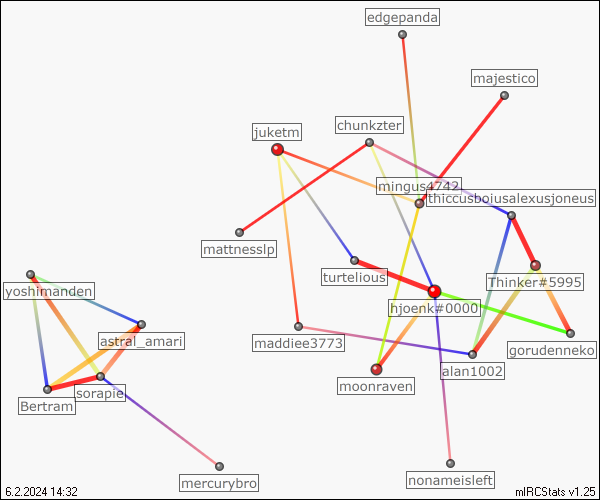 edgepanda
majestico
chunkzter
juketm
mingus4742
thiccusboiusalexusjoneus
mattnesslp
turtelious
Thinker#5995
yoshimanden
hjoenk#0000
astral_amari
maddiee3773
gorudenneko
alan1002
moonraven
sorapie
Bertram
mercurybro
nonameisleft
6.2.2024 14:32
mIRCStats v1.25